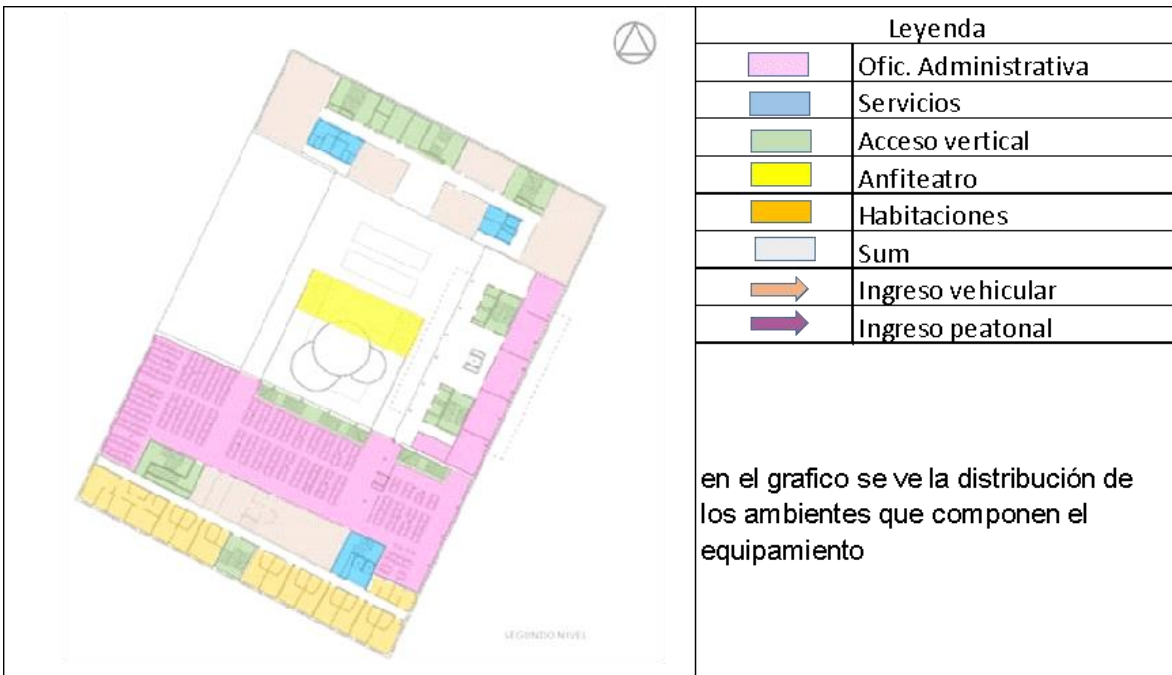 Leyenda
Ofic. Administrativa
Servicios
Acceso vertical
Anfiteatro
Habitaciones
Sum
Ingreso vehicular
Ingreso peatonal
en el grafico se ve la distribución de
los ambientes que componen el
equipamiento
SEGUNDO NIVEL